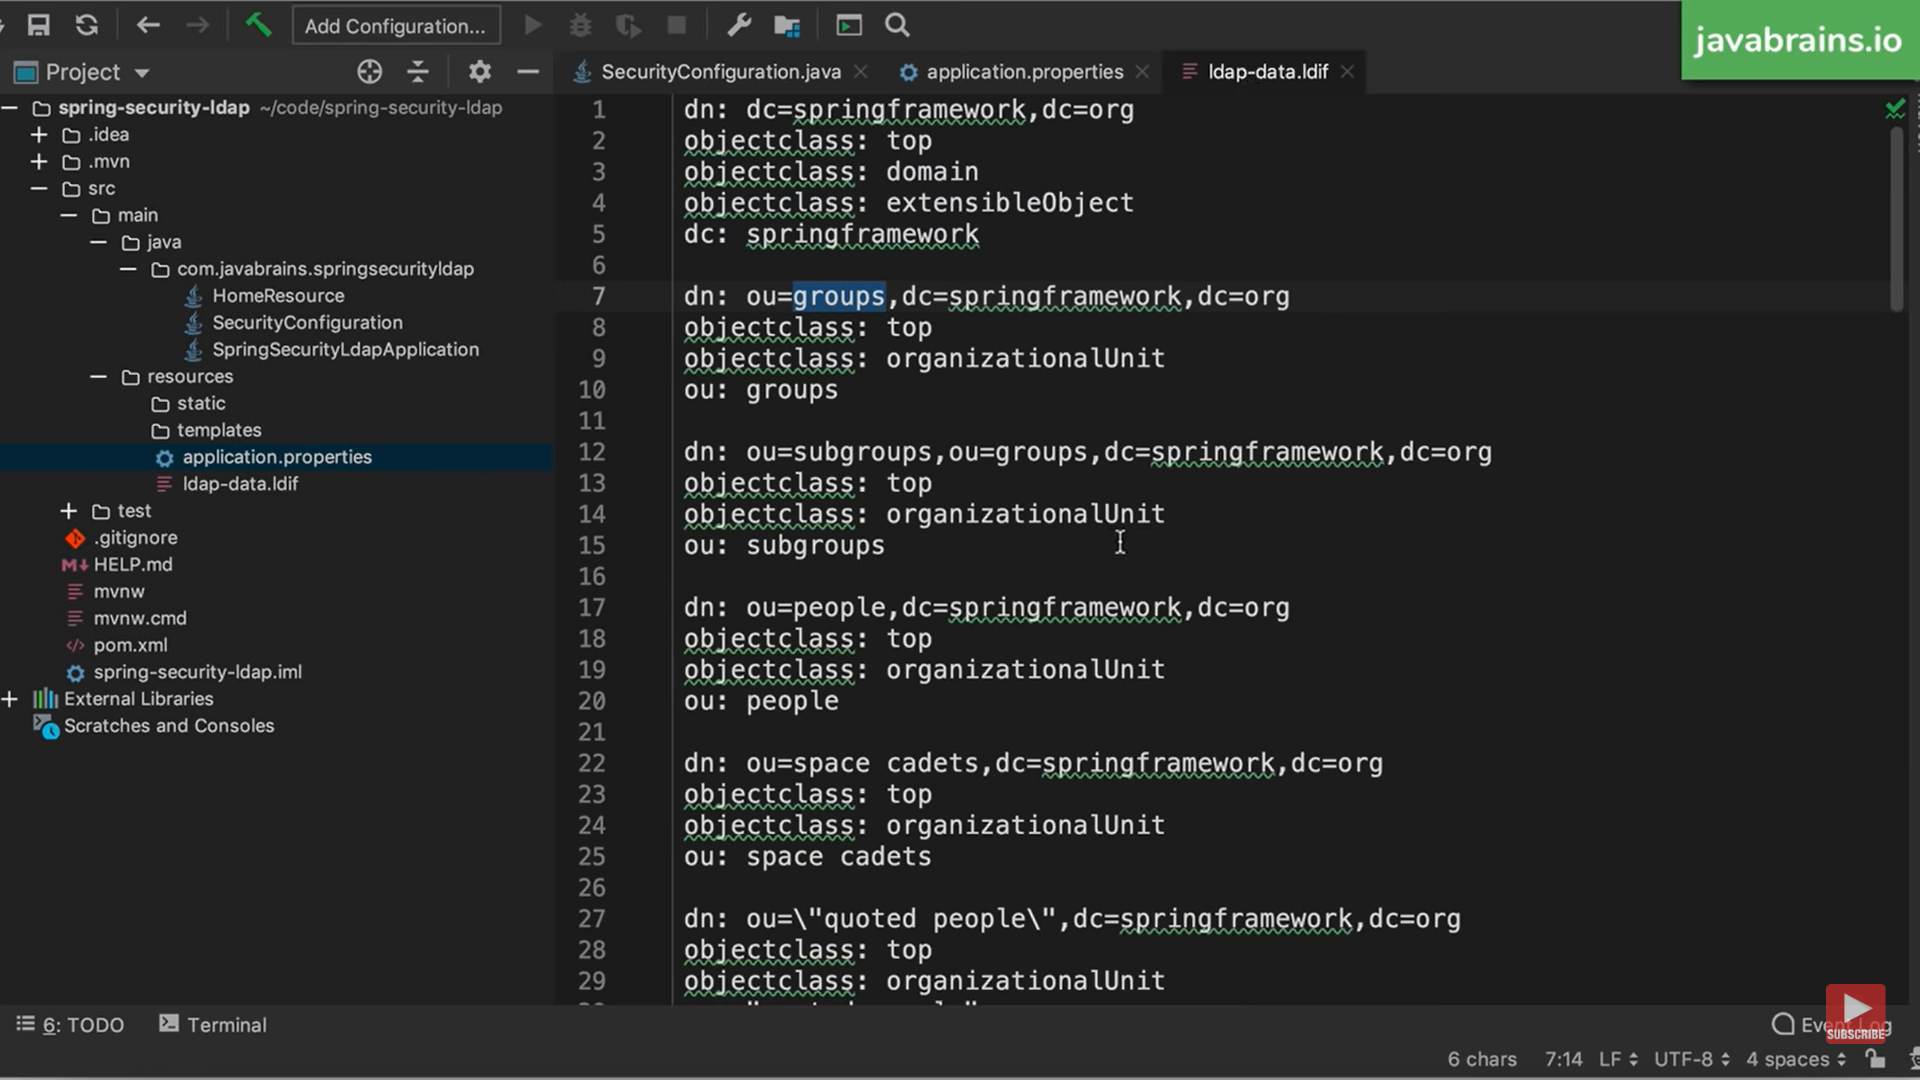 Add Configuration...
javabrains.io
Project
SecurityConfiguration.java
application.properties
ldap-data.ldif
spring-security-ldap ~/code/spring-security-ldap
.idea
.mvn
src
main
java
com.javabrains.springsecurityldap
HomeResource
SecurityConfiguration
SpringSecurityLdapApplication
resources
static
templates
application.properties
ldap-data.ldif
test
.gitignore
M HELP.md
mvnw
mvnw.cmd
pom.xml
spring-security-ldap.iml
External Libraries
Scratches and Consoles
1 dn: dc=springframework,dc=org
2 objectclass: top
3 objectclass: domain
4 objectclass: extensibleObject
5 dc: springframework
6
7 dn: ou=groups,dc=springframework,dc=org
8 objectclass: top
9 objectclass: organizationalUnit
10 ou: groups
11
12 dn: ou=subgroups,ou=groups,dc=springframework,dc=org
13 objectclass: top
14 objectclass: organizationalUnit
15 ou: subgroups
16
17 dn: ou=people,dc=springframework,dc=org
18 objectclass: top
19 objectclass: organizationalUnit
20 ou: people
21
22 dn: ou=space cadets,dc=springframework,dc=org
23 objectclass: top
24 objectclass: organizationalUnit
25 ou: space cadets
26
27 dn: ou=\"quoted people\",dc=springframework,dc=org
28 objectclass: top
29 objectclass: organizationalUnit
6: TODO
Terminal
SUBSCRIBE
6 chars 7:14 LF UTF-8 4 spaces